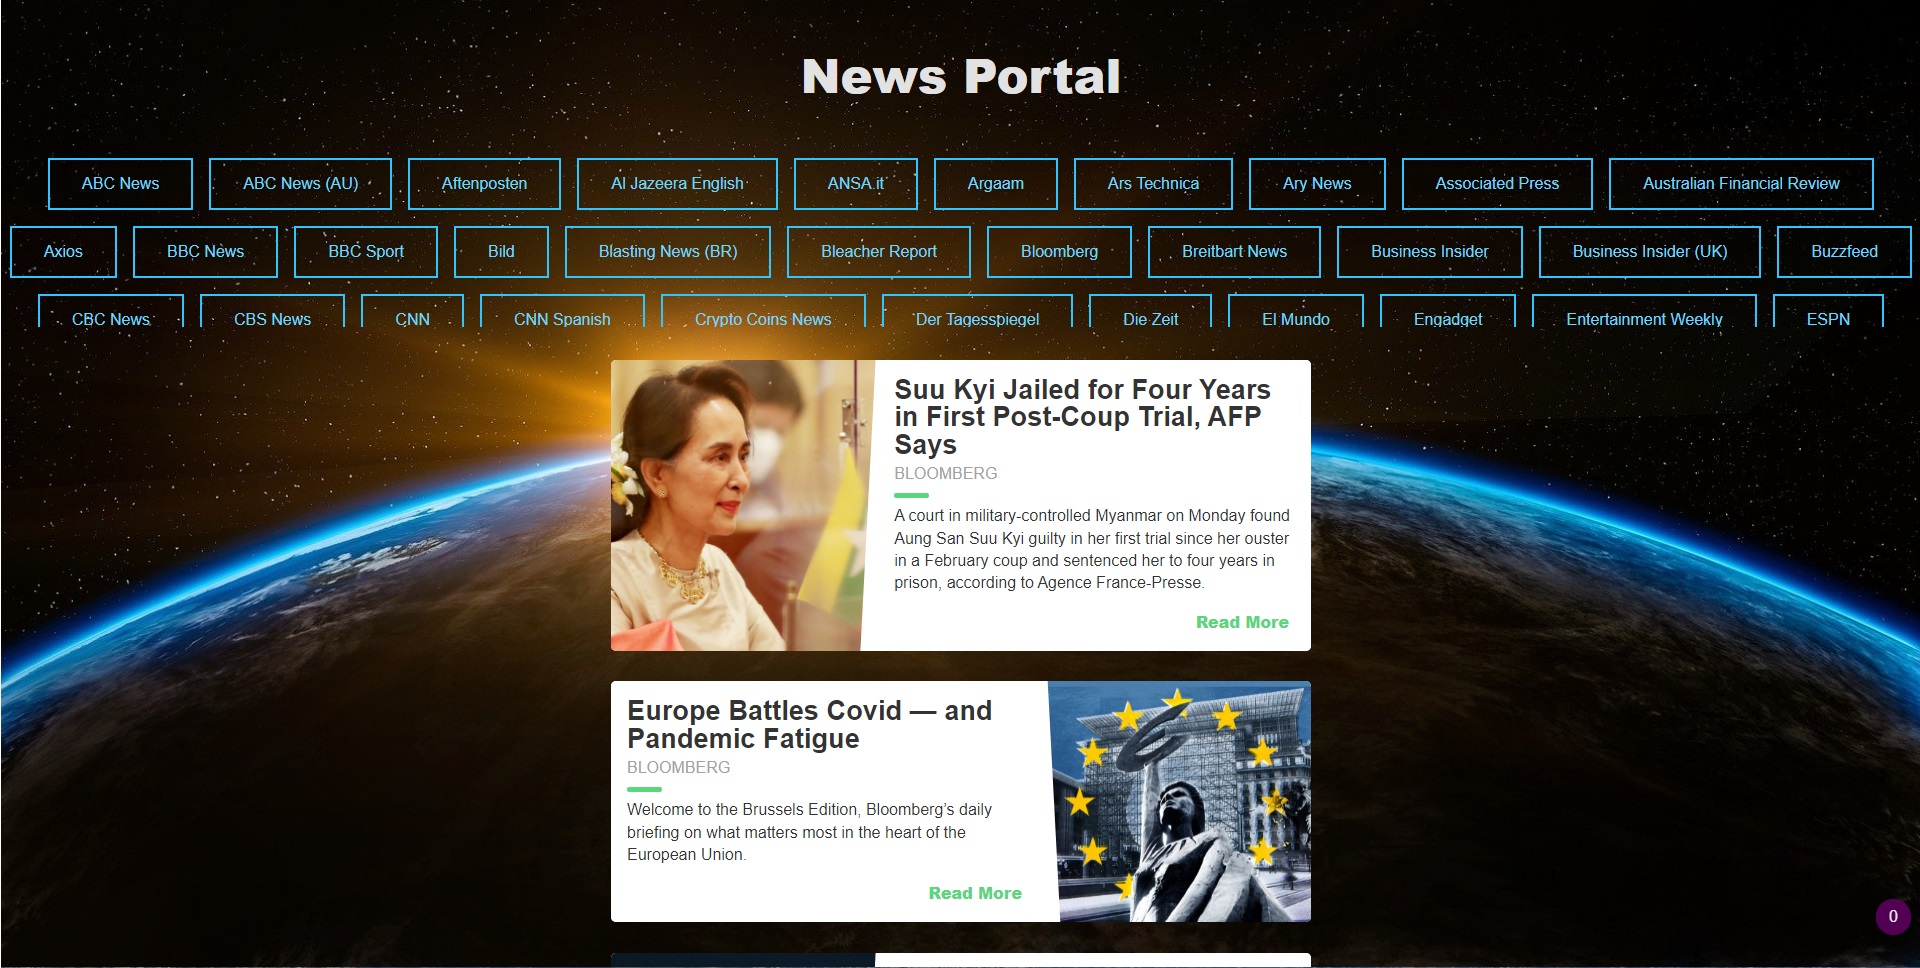 News Portal
ABC News ABC News (AU) Aftenposten Al Jazeera English ANSA.it Argaam Ars Technica Ary News Associated Press Australian Financial Review
Axios BBC News BBC Sport Bild Blasting News (BR) Bleacher Report Bloomberg Breitbart News Business Insider Business Insider (UK) Buzzfeed
CBC News CBS News CNN CNN Spanish Crypto Coins News Der Tagesspiegel Die Zeit El Mundo Engadget Entertainment Weekly ESPN
Suu Kyi Jailed for Four Years
in First Post-Coup Trial, AFP
Says
BLOOMBERG
A court in military-controlled Myanmar on Monday found
Aung San Suu Kyi guilty in her first trial since her ouster
in a February coup and sentenced her to four years in
prison, according to Agence France-Presse.
Read More
Europe Battles Covid — and
Pandemic Fatigue
BLOOMBERG
Welcome to the Brussels Edition, Bloomberg’s daily
briefing on what matters most in the heart of the
European Union.
Read More
0